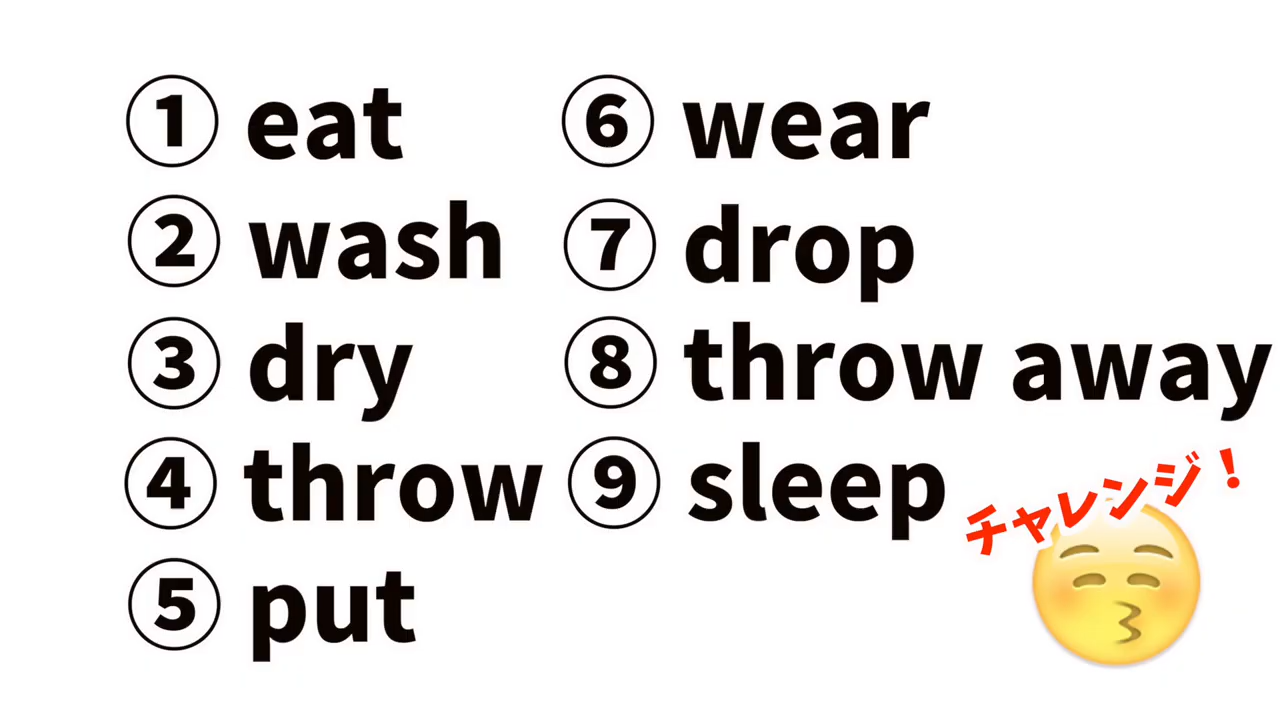 ① eat
② wash
③ dry
④ throw
⑤ put
⑥ wear
⑦ drop
⑧ throw away
⑨ sleep
チャレンジ！